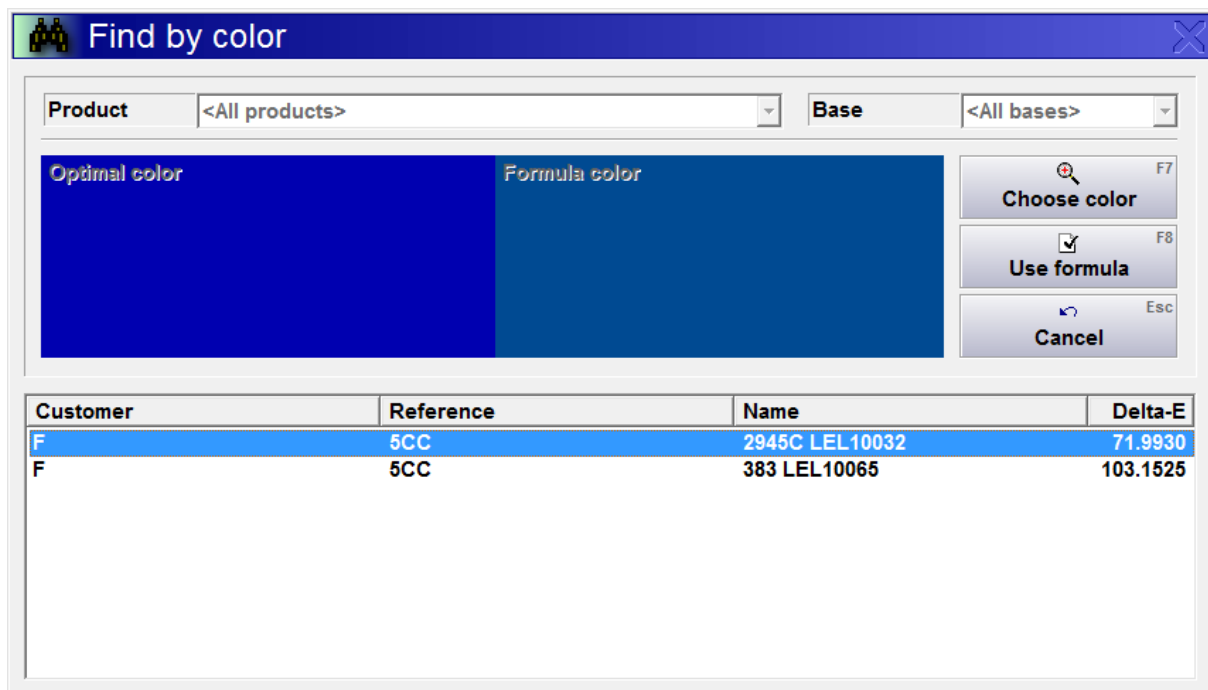 Find by color
Product <All products> Base <All bases>
Optimal color Formula color
F7
Choose color
F8
Use formula
Esc
Cancel
Customer Reference Name Delta-E
F 5CC 2945C LEL10032 71.9930
F 5CC 383 LEL10065 103.1525